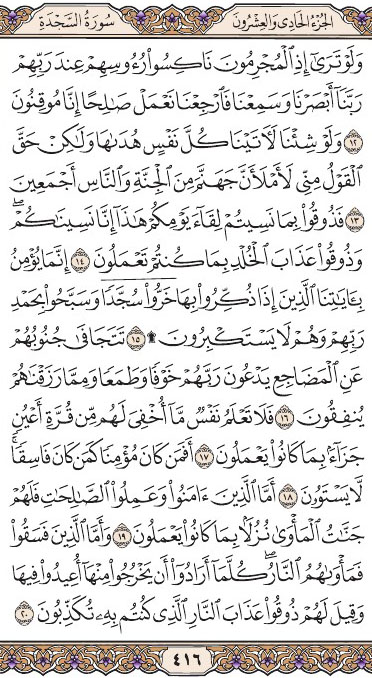 الجزء الحادي والعشرون سورة السجدة
وَلَوْ تَرَىٰٓ إِذِ ٱلْمُجْرِمُونَ نَاكِسُوا۟ رُءُوسِهِمْ عِندَ رَبِّهِمْ
رَبَّنَآ أَبْصَرْنَا وَسَمِعْنَا فَٱرْجِعْنَا نَعْمَلْ صَـٰلِحًا إِنَّا مُوقِنُونَ
١٢ وَلَوْ شِئْنَا لَـَٔاتَيْنَا كُلَّ نَفْسٍ هُدَىٰهَا وَلَـٰكِنْ حَقَّ
ٱلْقَوْلُ مِنِّى لَأَمْلَأَنَّ جَهَنَّمَ مِنَ ٱلْجِنَّةِ وَٱلنَّاسِ أَجْمَعِينَ
١٣ فَذُوقُوا۟ بِمَا نَسِيتُمْ لِقَآءَ يَوْمِكُمْ هَـٰذَآ إِنَّا نَسِينَـٰكُمْ ۖ
وَذُوقُوا۟ عَذَابَ ٱلْخُلْدِ بِمَا كُنتُمْ تَعْمَلُونَ ١٤ إِنَّمَا يُؤْمِنُ
بِـَٔايَـٰتِنَا ٱلَّذِينَ إِذَا ذُكِّرُوا۟ بِهَا خَرُّوا۟ سُجَّدًا وَسَبَّحُوا۟ بِحَمْدِ
رَبِّهِمْ وَهُمْ لَا يَسْتَكْبِرُونَ ۩ ١٥ تَتَجَافَىٰ جُنُوبُهُمْ
عَنِ ٱلْمَضَاجِعِ يَدْعُونَ رَبَّهُمْ خَوْفًا وَطَمَعًا وَمِمَّا رَزَقْنَـٰهُمْ
يُنفِقُونَ ١٦ فَلَا تَعْلَمُ نَفْسٌ مَّآ أُخْفِىَ لَهُم مِّن قُرَّةِ أَعْيُنٍ
جَزَآءًۢ بِمَا كَانُوا۟ يَعْمَلُونَ ١٧ أَفَمَن كَانَ مُؤْمِنًا كَمَن كَانَ فَاسِقًا ۚ
لَّا يَسْتَوُۥنَ ١٨ أَمَّا ٱلَّذِينَ ءَامَنُوا۟ وَعَمِلُوا۟ ٱلصَّـٰلِحَـٰتِ فَلَهُمْ
جَنَّـٰتُ ٱلْمَأْوَىٰ نُزُلًۢا بِمَا كَانُوا۟ يَعْمَلُونَ ١٩ وَأَمَّا ٱلَّذِينَ فَسَقُوا۟
فَمَأْوَىٰهُمُ ٱلنَّارُ ۖ كُلَّمَآ أَرَادُوٓا۟ أَن يَخْرُجُوا۟ مِنْهَآ أُعِيدُوا۟ فِيهَا
وَقِيلَ لَهُمْ ذُوقُوا۟ عَذَابَ ٱلنَّارِ ٱلَّذِى كُنتُم بِهِۦ تُكَذِّبُونَ ٢٠
٤١٦